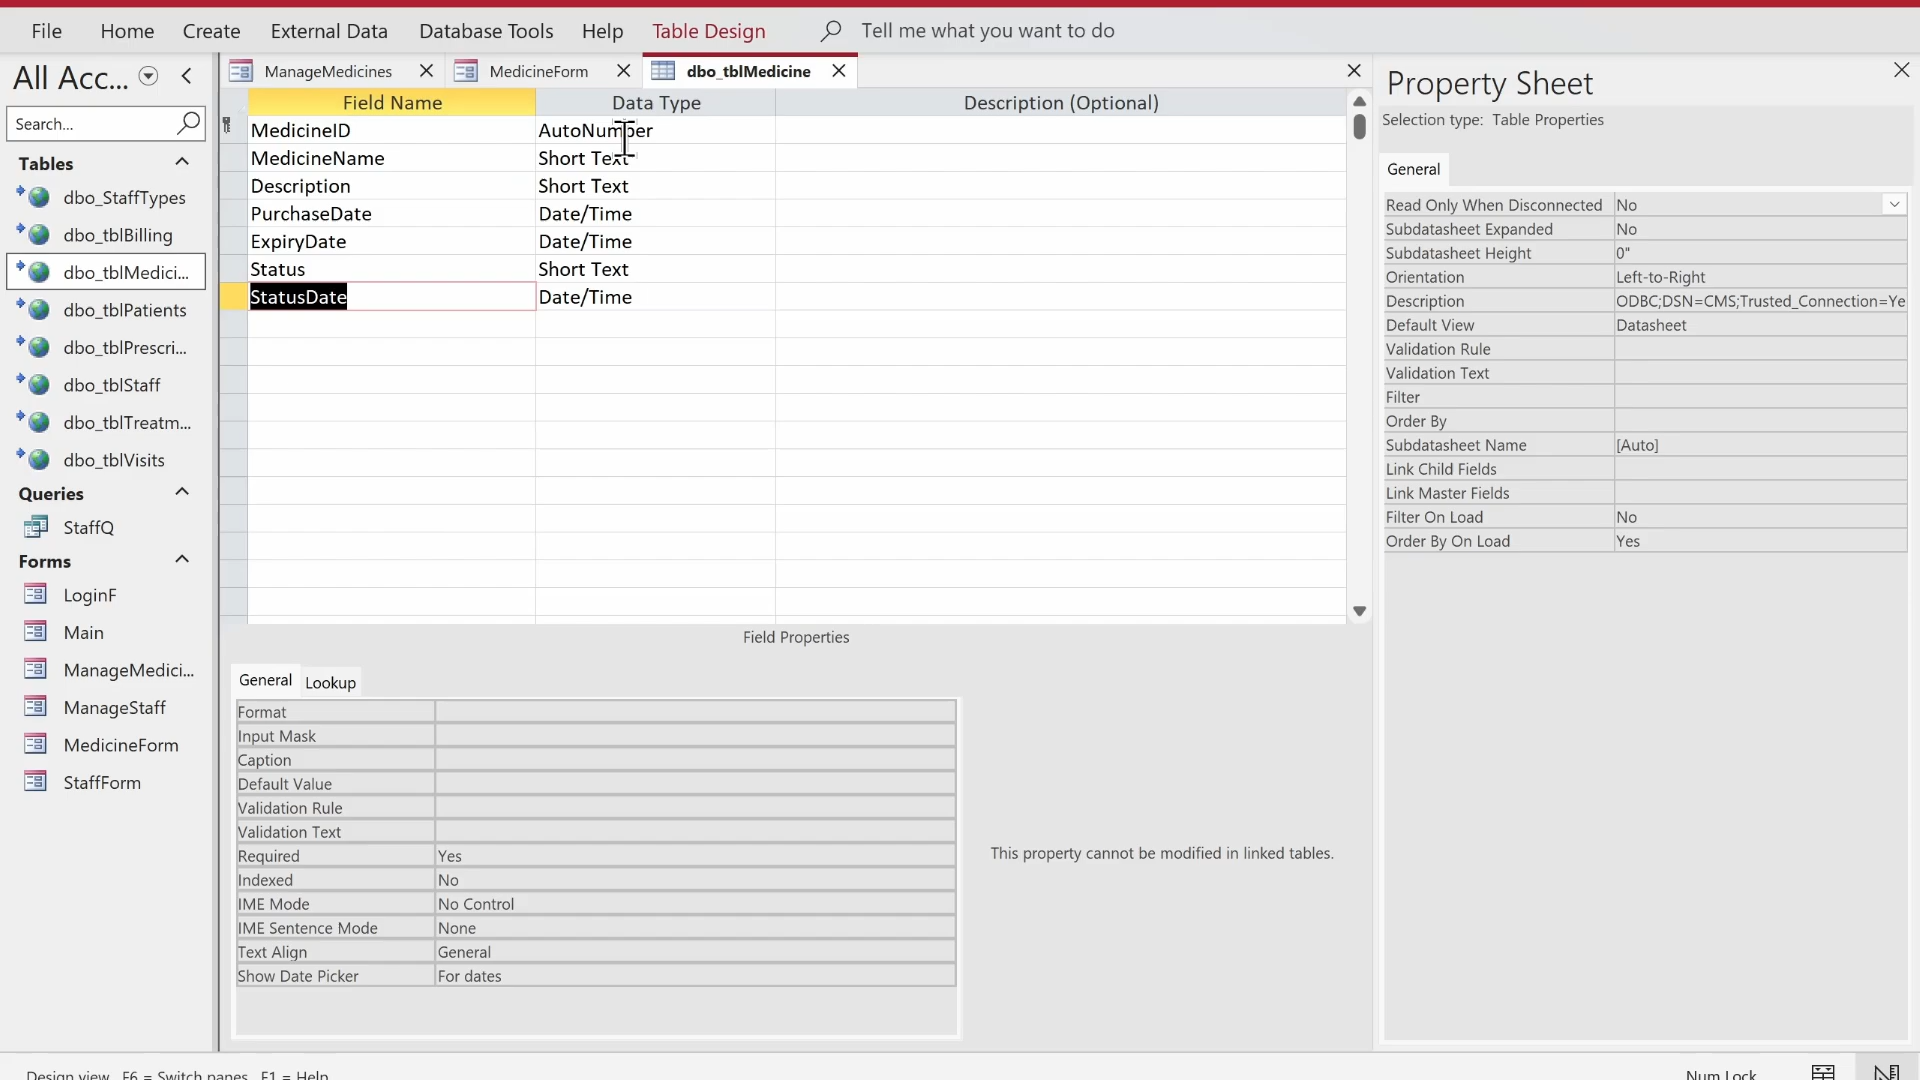 File Home Create External Data Database Tools Help Table Design Tell me what you want to do
All Acc...
Search...
Tables
dbo_StaffTypes
dbo_tblBilling
dbo_tblMedici...
dbo_tblPatients
dbo_tblPrescri...
dbo_tblStaff
dbo_tblTreatm...
dbo_tblVisits
Queries
StaffQ
Forms
LoginF
Main
ManageMedici...
ManageStaff
MedicineForm
StaffForm
ManageMedicines MedicineForm dbo_tblMedicine
Field Name Data Type Description (Optional)
MedicineID AutoNumber
MedicineName Short Text
Description Short Text
PurchaseDate Date/Time
ExpiryDate Date/Time
Status Short Text
StatusDate Date/Time
Field Properties
General Lookup
Format
Input Mask
Caption
Default Value
Validation Rule
Validation Text
Required Yes
Indexed No
IME Mode No Control
IME Sentence Mode None
Text Align General
Show Date Picker For dates
This property cannot be modified in linked tables.
Property Sheet
Selection type: Table Properties
General
Read Only When Disconnected No
Subdatasheet Expanded No
Subdatasheet Height 0"
Orientation Left-to-Right
Description ODBC;DSN=CMS;Trusted_Connection=Ye
Default View Datasheet
Validation Rule
Validation Text
Filter
Order By
Subdatasheet Name [Auto]
Link Child Fields
Link Master Fields
Filter On Load No
Order By On Load Yes
Design view F6 = Switch panes F1 = Help
Num Lock